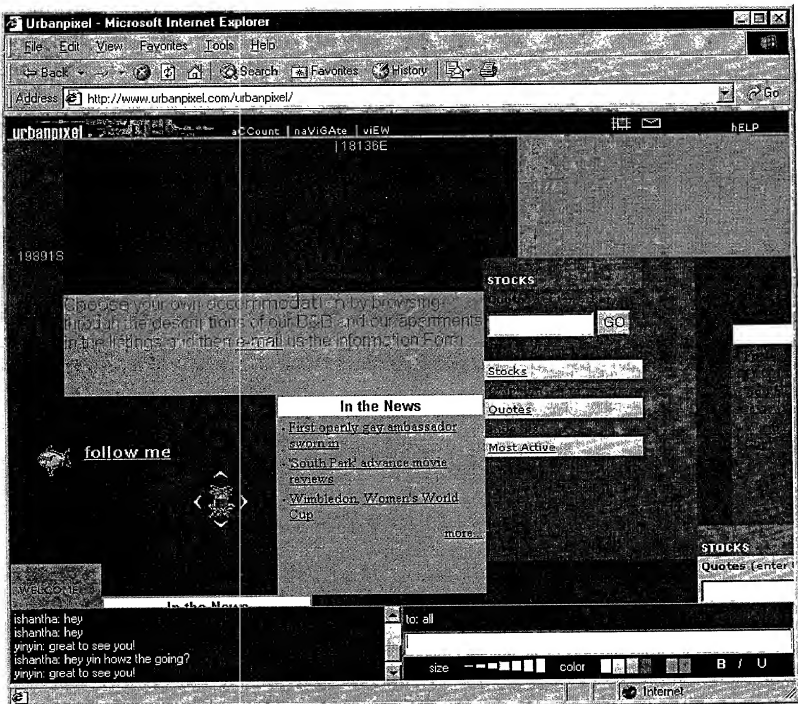 Urbanpixel - Microsoft Internet Explorer
File Edit View Favorites Tools Help
Back Search Favorites History
Address http://www.urbanpixel.com/urbanpixel/ Go
urbanpixel aCCount | naViGAte | viEW hELP
|18136E
19891S
Choose your own accommodation by browsing
through the descriptions of our B&B and our apartments
in the listings and then e-mail us the information Form
STOCKS
GO
Stocks
Quotes
Most Active
In the News
· First openly gay ambassador
sworn in
· 'South Park' advance movie
reviews
· Wimbledon, Women's World
Cup
more...
follow me
STOCKS
Quotes (enter
WELCOME
In the News
ishantha: hey
ishantha: hey
yinyin: great to see you!
ishantha: hey yin howz the going?
yinyin: great to see you!
to: all
size color B I U
Internet